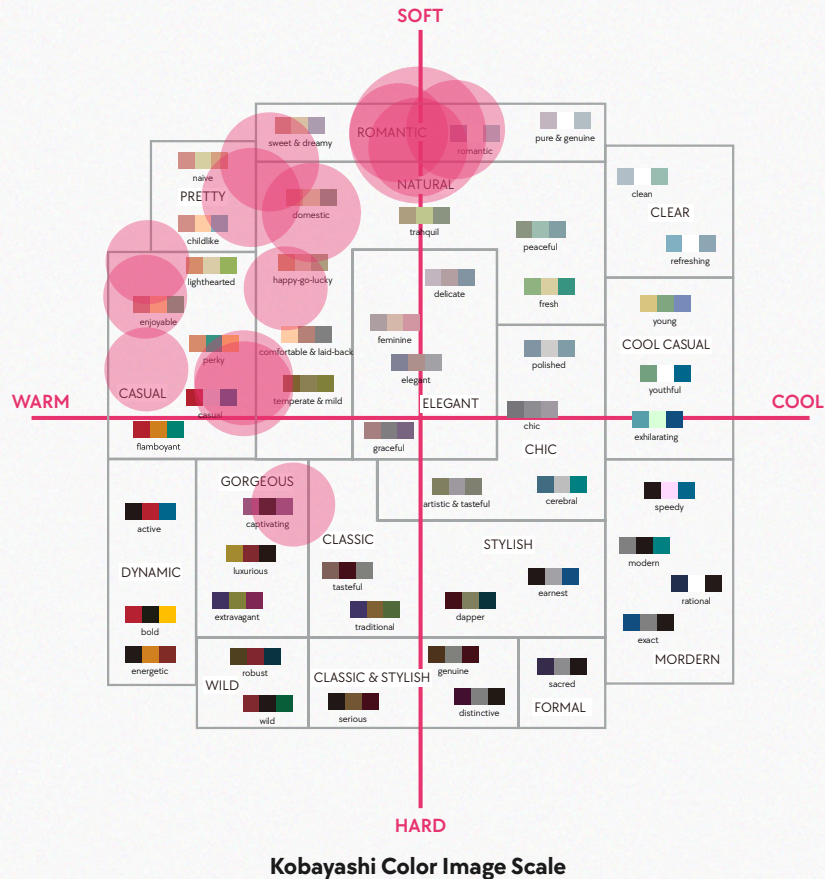 SOFT
sweet & dreamy
ROMANTIC
romantic
pure & genuine
naive
PRETTY
childlike
domestic
NATURAL
tranquil
peaceful
clean
CLEAR
refreshing
lighthearted
enjoyable
happy-go-lucky
delicate
fresh
young
feminine
COOL CASUAL
perky
comfortable & laid-back
elegant
polished
youthful
CASUAL
casual
temperate & mild
ELEGANT
WARM
COOL
flamboyant
graceful
chic
CHIC
exhilarating
GORGEOUS
captivating
active
artistic & tasteful
cerebral
speedy
CLASSIC
STYLISH
luxurious
modern
DYNAMIC
tasteful
earnest
rational
extravagant
traditional
dapper
bold
exact
energetic
robust
WILD
wild
CLASSIC & STYLISH
serious
genuine
distinctive
sacred
FORMAL
MORDERN
HARD
Kobayashi Color Image Scale